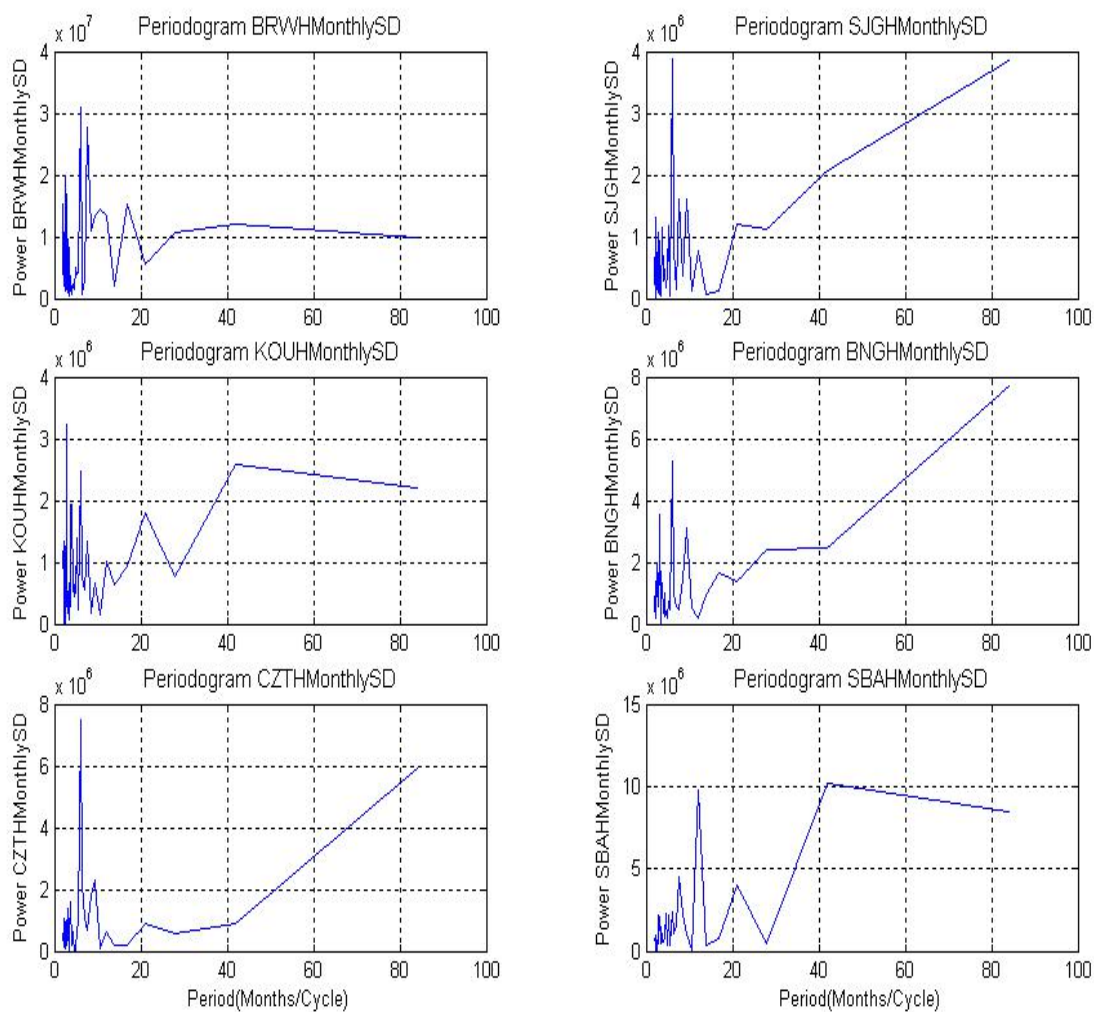 x 10^7
Periodogram BRWHMonthlySD
Power BRWHMonthlySD
4
3
2
1
0
0 20 40 60 80 100
x 10^6
Periodogram SJGHMonthlySD
Power SJGHMonthlySD
4
3
2
1
0
0 20 40 60 80 100
x 10^6
Periodogram KOUHMonthlySD
Power KOUHMonthlySD
4
3
2
1
0
0 20 40 60 80 100
x 10^6
Periodogram BNGHMonthlySD
Power BNGHMonthlySD
8
6
4
2
0
0 20 40 60 80 100
x 10^6
Periodogram CZTHMonthlySD
Power CZTHMonthlySD
8
6
4
2
0
0 20 40 60 80 100
Period(Months/Cycle)
x 10^6
Periodogram SBAHMonthlySD
Power SBAHMonthlySD
15
10
5
0
0 20 40 60 80 100
Period(Months/Cycle)